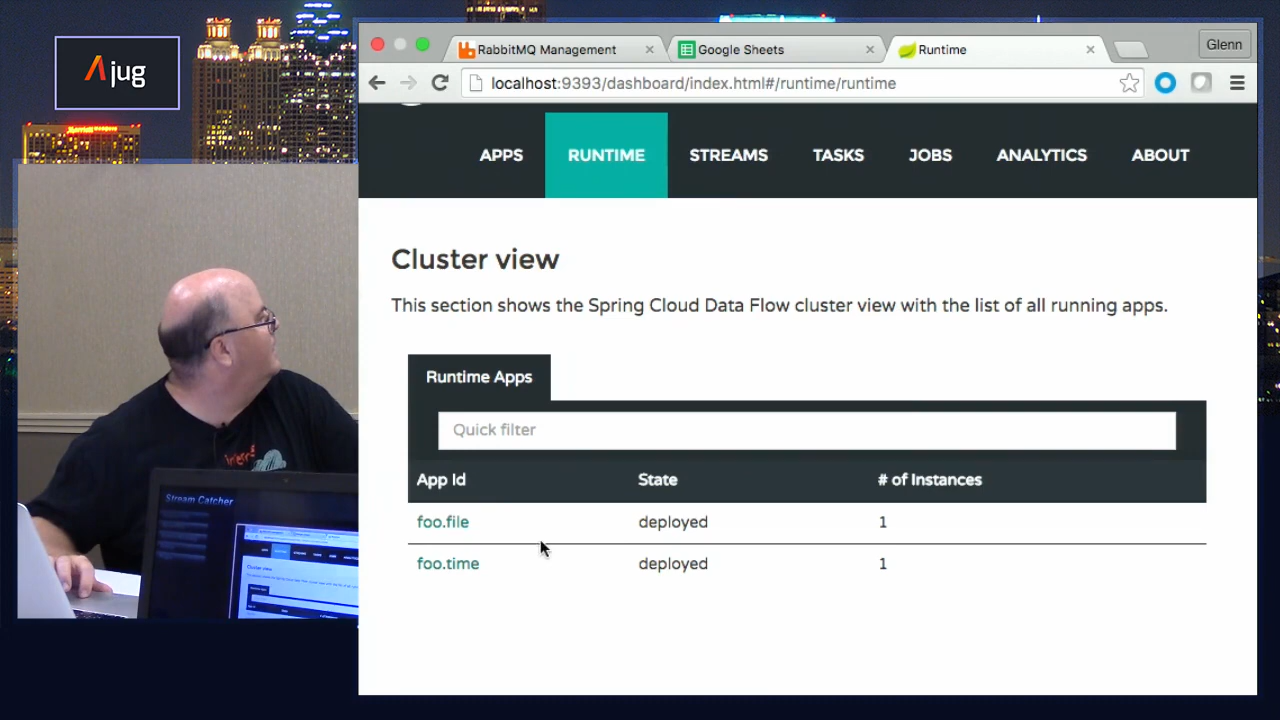 Ajug
RabbitMQ Management
Google Sheets
Runtime
Glenn
localhost:9393/dashboard/index.html#/runtime/runtime
APPS
RUNTIME
STREAMS
TASKS
JOBS
ANALYTICS
ABOUT
Cluster view
This section shows the Spring Cloud Data Flow cluster view with the list of all running apps.
Runtime Apps
Quick filter
App Id State # of Instances
foo.file deployed 1
foo.time deployed 1
Stream Catcher
Cluster view